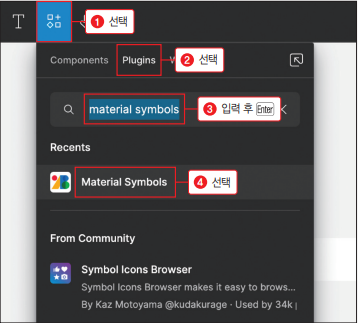 T
1 선택
Components Plugins W 2 선택
material symbols 3 입력 후 Enter
Recents
Material Symbols 4 선택
From Community
Symbol Icons Browser
Symbol Icons Browser makes it easy to brows...
By Kaz Motoyama @kudakurage · Used by 34k